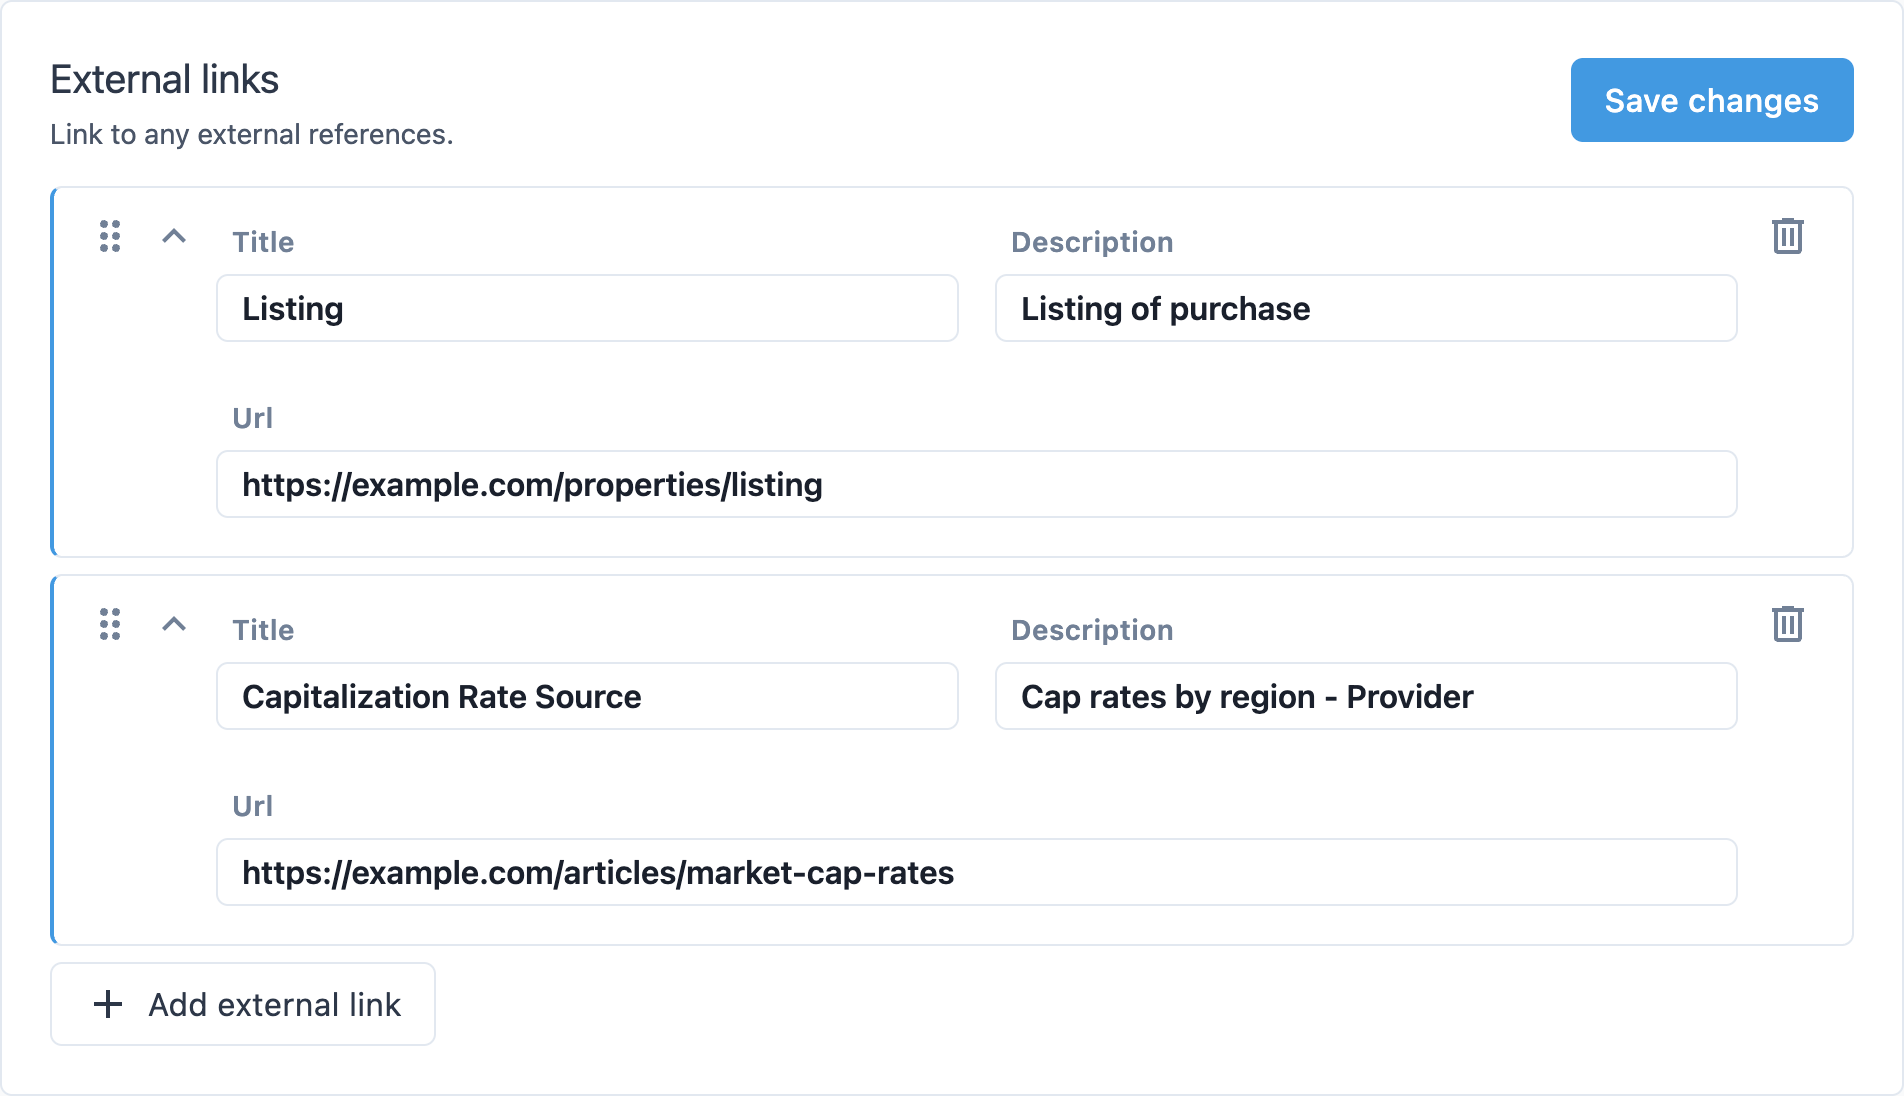 External links
Save changes
Link to any external references.
Title
Description
Listing
Listing of purchase
Url
https://example.com/properties/listing
Title
Description
Capitalization Rate Source
Cap rates by region - Provider
Url
https://example.com/articles/market-cap-rates
Add external link